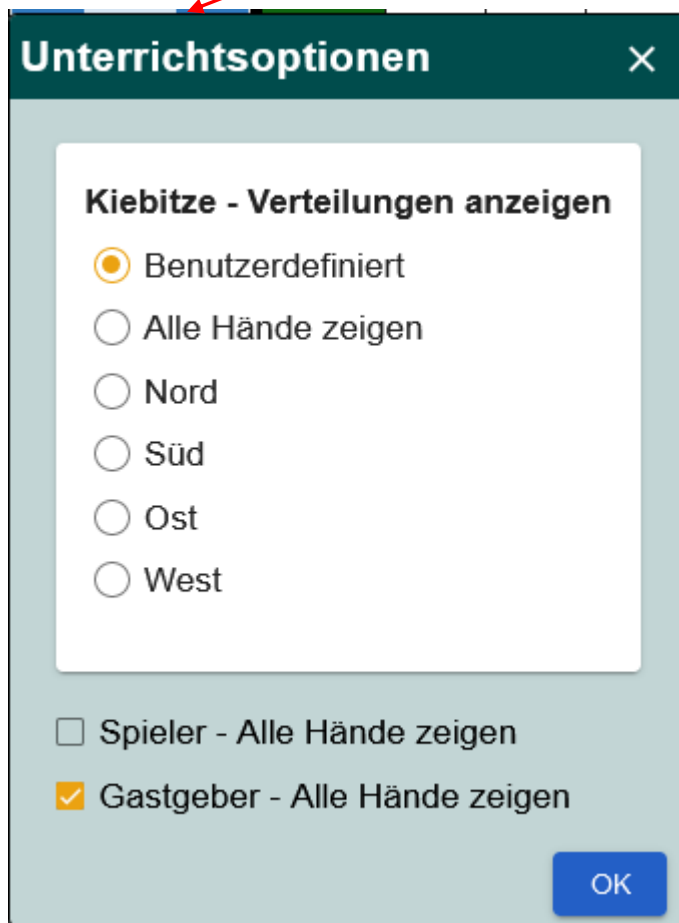 Unterrichtsoptionen
Kiebitze - Verteilungen anzeigen
Benutzerdefiniert
Alle Hände zeigen
Nord
Süd
Ost
West
Spieler - Alle Hände zeigen
Gastgeber - Alle Hände zeigen
OK